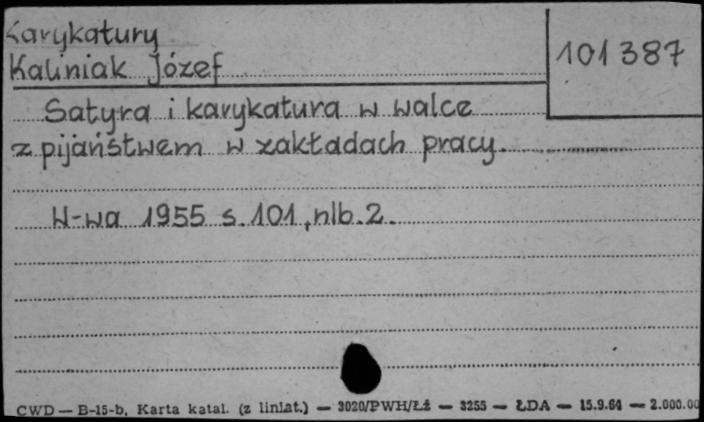 Karykatury
Kaliniak Józef
101387
Satyra i karykatura w walce
z pijaństwem w zakładach pracy.
W-wa 1955 s. 101, nlb. 2.
CWD — B-15-b, Karta katal. (z liniat.) — 3020/PWH/Łź — 3255 — ŁDA — 15.9.64 — 2.000.00